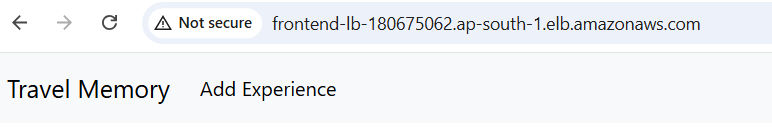 Not secure frontend-lb-180675062.ap-south-1.elb.amazonaws.com
Travel Memory Add Experience